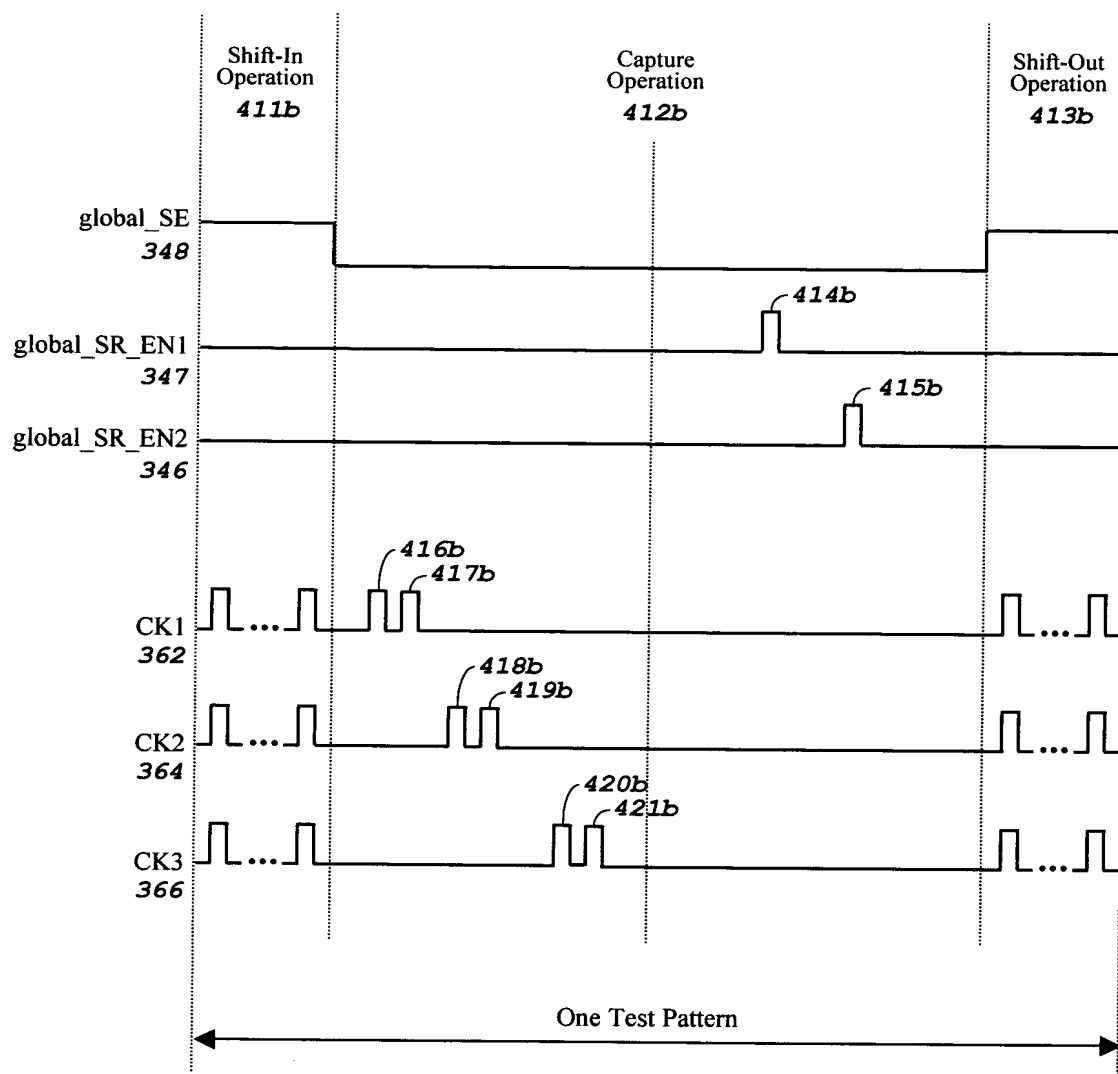 Shift-In
Operation
411b
Capture
Operation
412b
Shift-Out
Operation
413b
global_SE
348
414b
global_SR_EN1
347
415b
global_SR_EN2
346
416b
417b
CK1
362
418b
419b
CK2
364
420b
421b
CK3
366
One Test Pattern